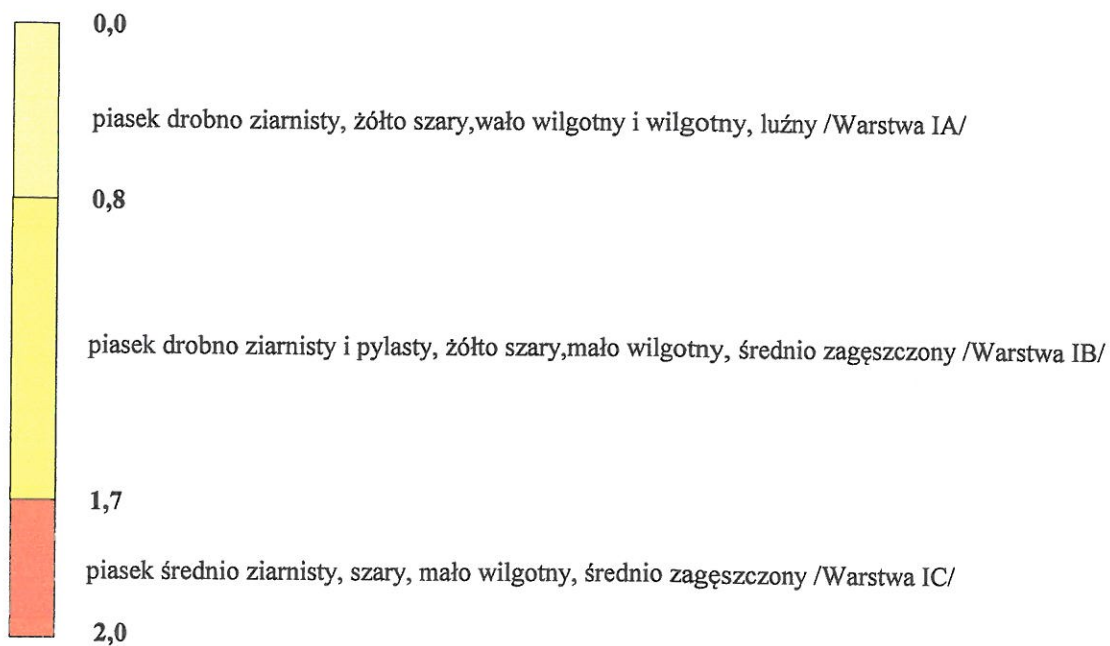 0,0
piasek drobno ziarnisty, żółto szary,wało wilgotny i wilgotny, luźny /Warstwa IA/
0,8
piasek drobno ziarnisty i pylasty, żółto szary,mało wilgotny, średnio zagęszczony /Warstwa IB/
1,7
piasek średnio ziarnisty, szary, mało wilgotny, średnio zagęszczony /Warstwa IC/
2,0